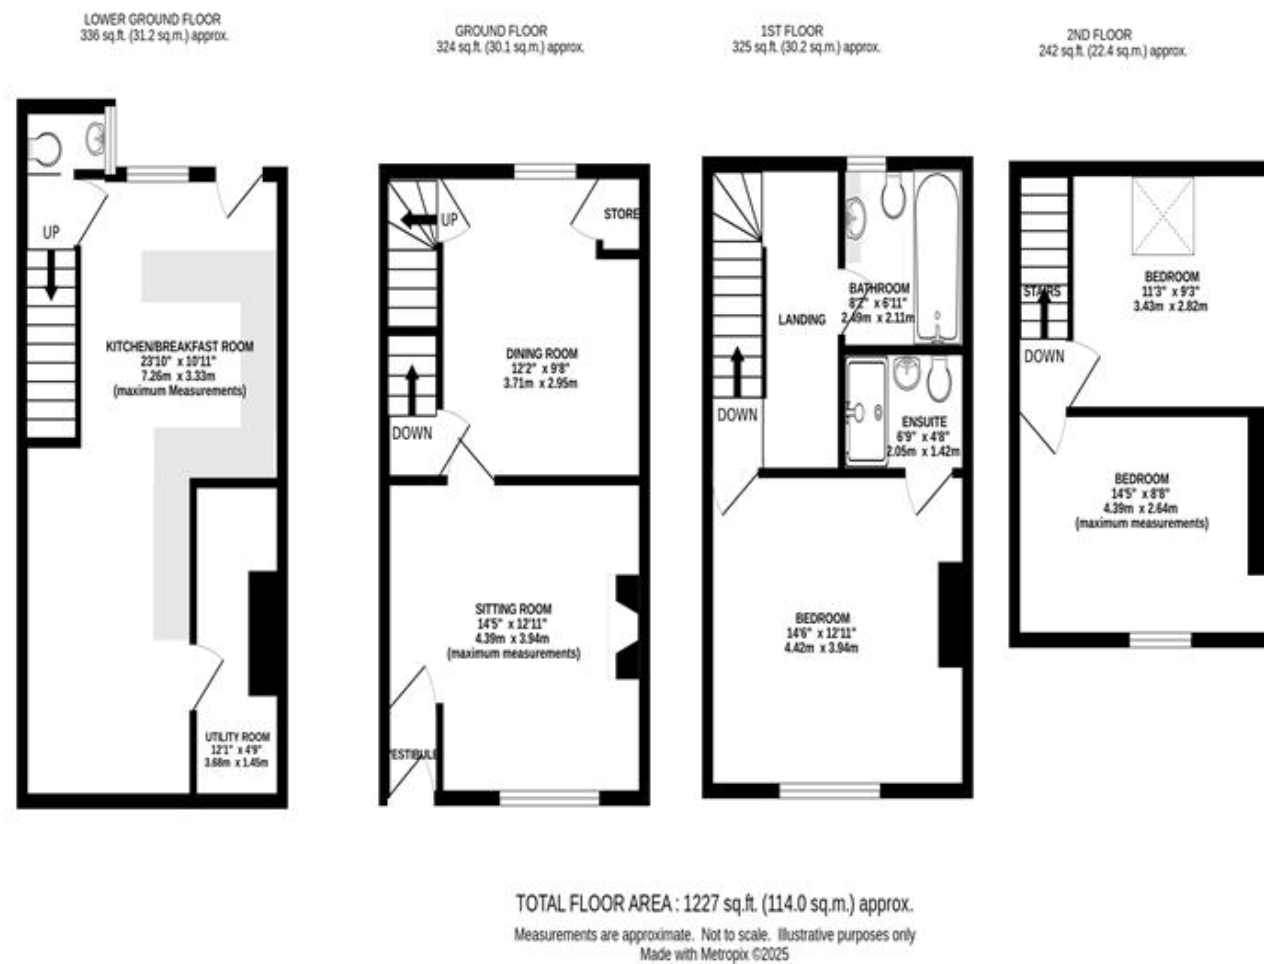 LOWER GROUND FLOOR
336 sq.ft. (31.2 sq.m.) approx.
GROUND FLOOR
324 sq.ft. (30.1 sq.m.) approx.
1ST FLOOR
325 sq.ft. (30.2 sq.m.) approx.
2ND FLOOR
242 sq.ft. (22.4 sq.m.) approx.
UP
KITCHEN/BREAKFAST ROOM
23'10" x 10'11"
7.26m x 3.33m
(maximum Measurements)
UTILITY ROOM
12'1" x 4'9"
3.68m x 1.45m
UP
STORE
DINING ROOM
12'2" x 9'8"
3.71m x 2.95m
DOWN
SITTING ROOM
14'5" x 12'11"
4.39m x 3.94m
(maximum measurements)
VESTIBULE
BATHROOM
8'2" x 6'11"
2.49m x 2.11m
LANDING
DOWN
ENSUITE
6'9" x 4'8"
2.05m x 1.42m
BEDROOM
14'6" x 12'11"
4.42m x 3.94m
STAIRS
DOWN
BEDROOM
11'3" x 9'3"
3.43m x 2.82m
BEDROOM
14'5" x 8'8"
4.39m x 2.64m
(maximum measurements)
TOTAL FLOOR AREA : 1227 sq.ft. (114.0 sq.m.) approx.
Measurements are approximate. Not to scale. Illustrative purposes only
Made with Metropix ©2025